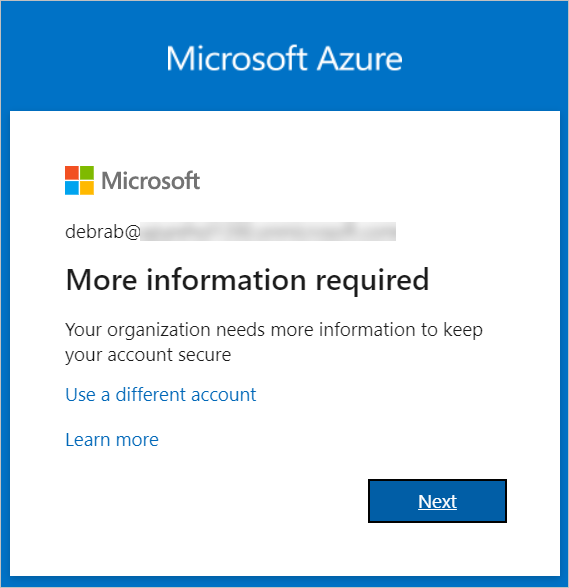 Microsoft Azure
Microsoft
debrab@
More information required
Your organization needs more information to keep
your account secure
Use a different account
Learn more
Next